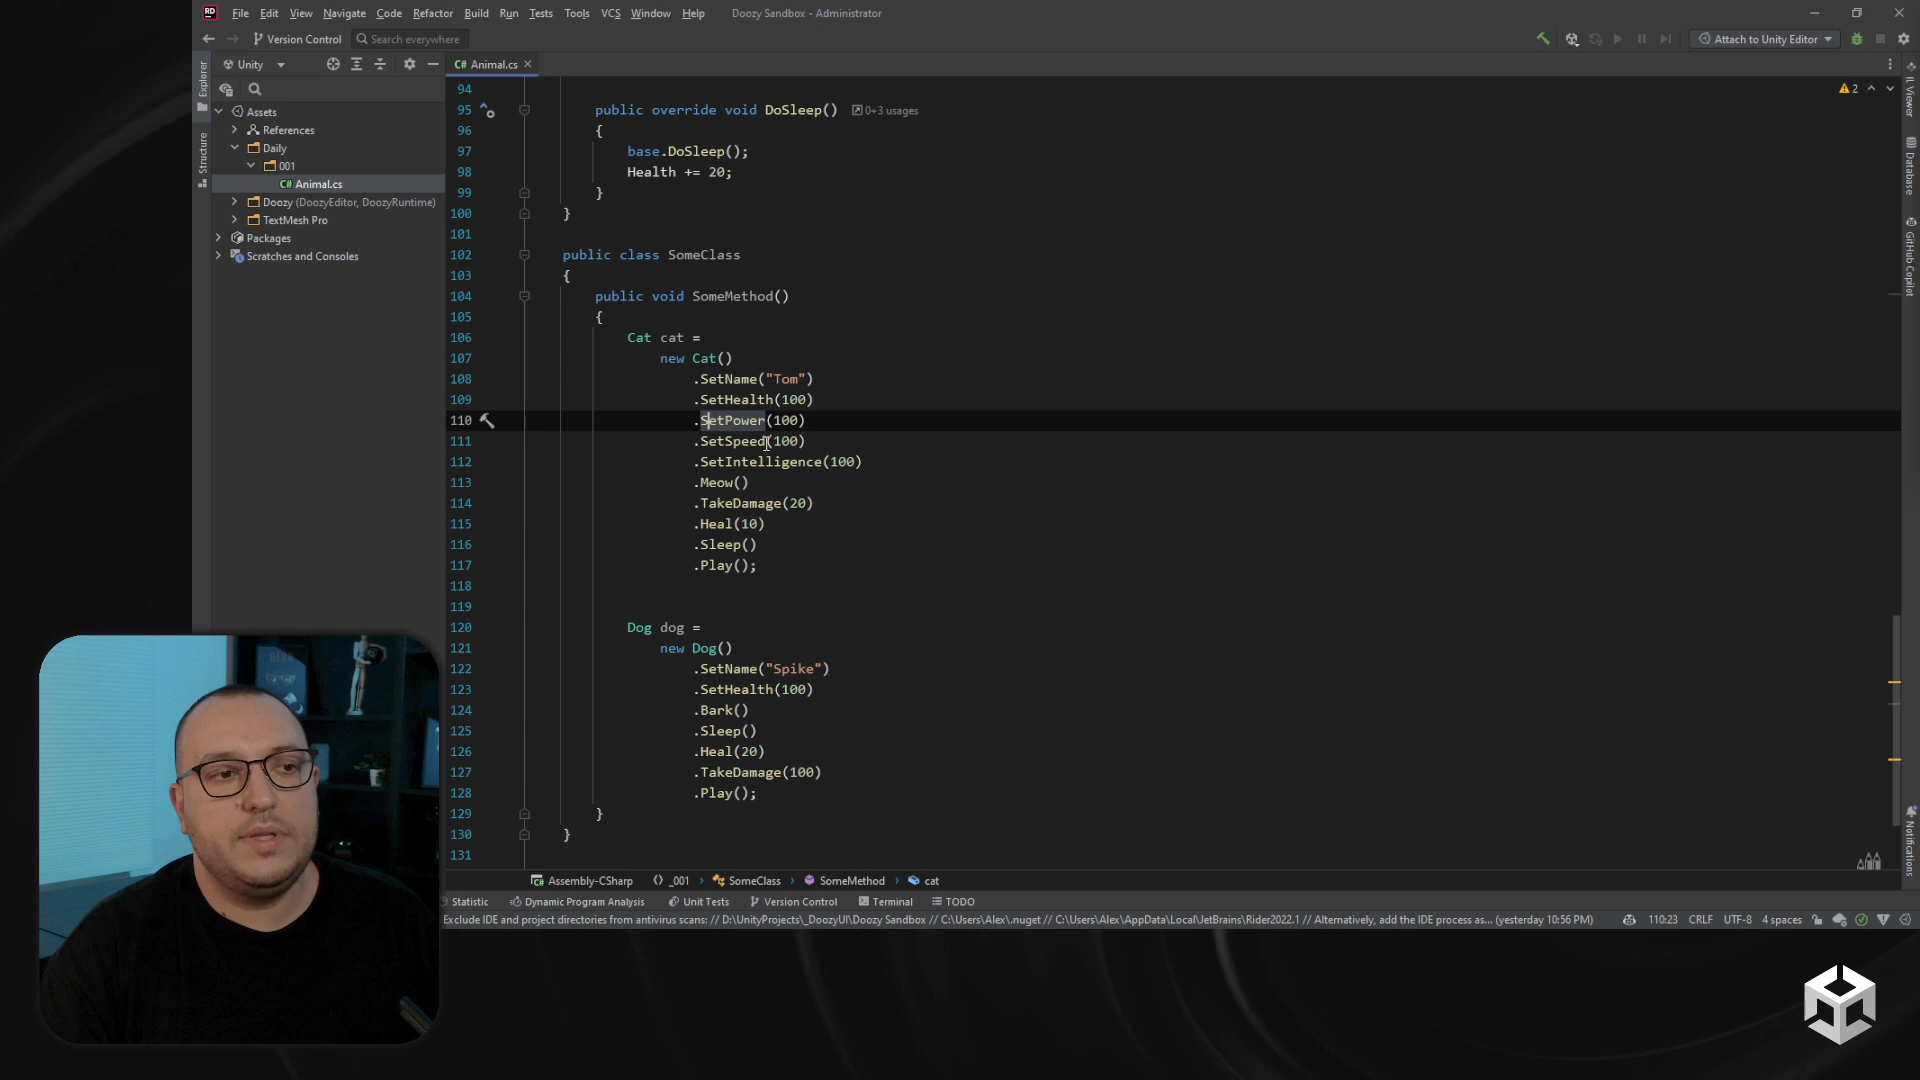 RD File Edit View Navigate Code Refactor Build Run Tests Tools VCS Window Help Doozy Sandbox - Administrator
Version Control Search everywhere Attach to Unity Editor
Explorer
Structure
Unity
Assets
References
Daily
001
C# Animal.cs
Doozy (DoozyEditor, DoozyRuntime)
TextMesh Pro
Packages
Scratches and Consoles
C# Animal.cs
2
94
95 public override void DoSleep() 0+3 usages
96 {
97 base.DoSleep();
98 Health += 20;
99 }
100 }
101
102 public class SomeClass
103 {
104 public void SomeMethod()
105 {
106 Cat cat =
107 new Cat()
108 .SetName("Tom")
109 .SetHealth(100)
110 .SetPower(100)
111 .SetSpeed(100)
112 .SetIntelligence(100)
113 .Meow()
114 .TakeDamage(20)
115 .Heal(10)
116 .Sleep()
117 .Play();
118
119
120 Dog dog =
121 new Dog()
122 .SetName("Spike")
123 .SetHealth(100)
124 .Bark()
125 .Sleep()
126 .Heal(20)
127 .TakeDamage(100)
128 .Play();
129 }
130 }
131
IL Viewer
Database
GitHub Copilot
Notifications
C# Assembly-CSharp _001 SomeClass SomeMethod cat
Statistic Dynamic Program Analysis Unit Tests Version Control Terminal TODO
Exclude IDE and project directories from antivirus scans: // D:\UnityProjects\_DoozyUI\Doozy Sandbox // C:\Users\Alex\.nuget // C:\Users\Alex\AppData\Local\JetBrains\Rider2022.1 // Alternatively, add the IDE process as... (yesterday 10:56 PM) 110:23 CRLF UTF-8 4 spaces